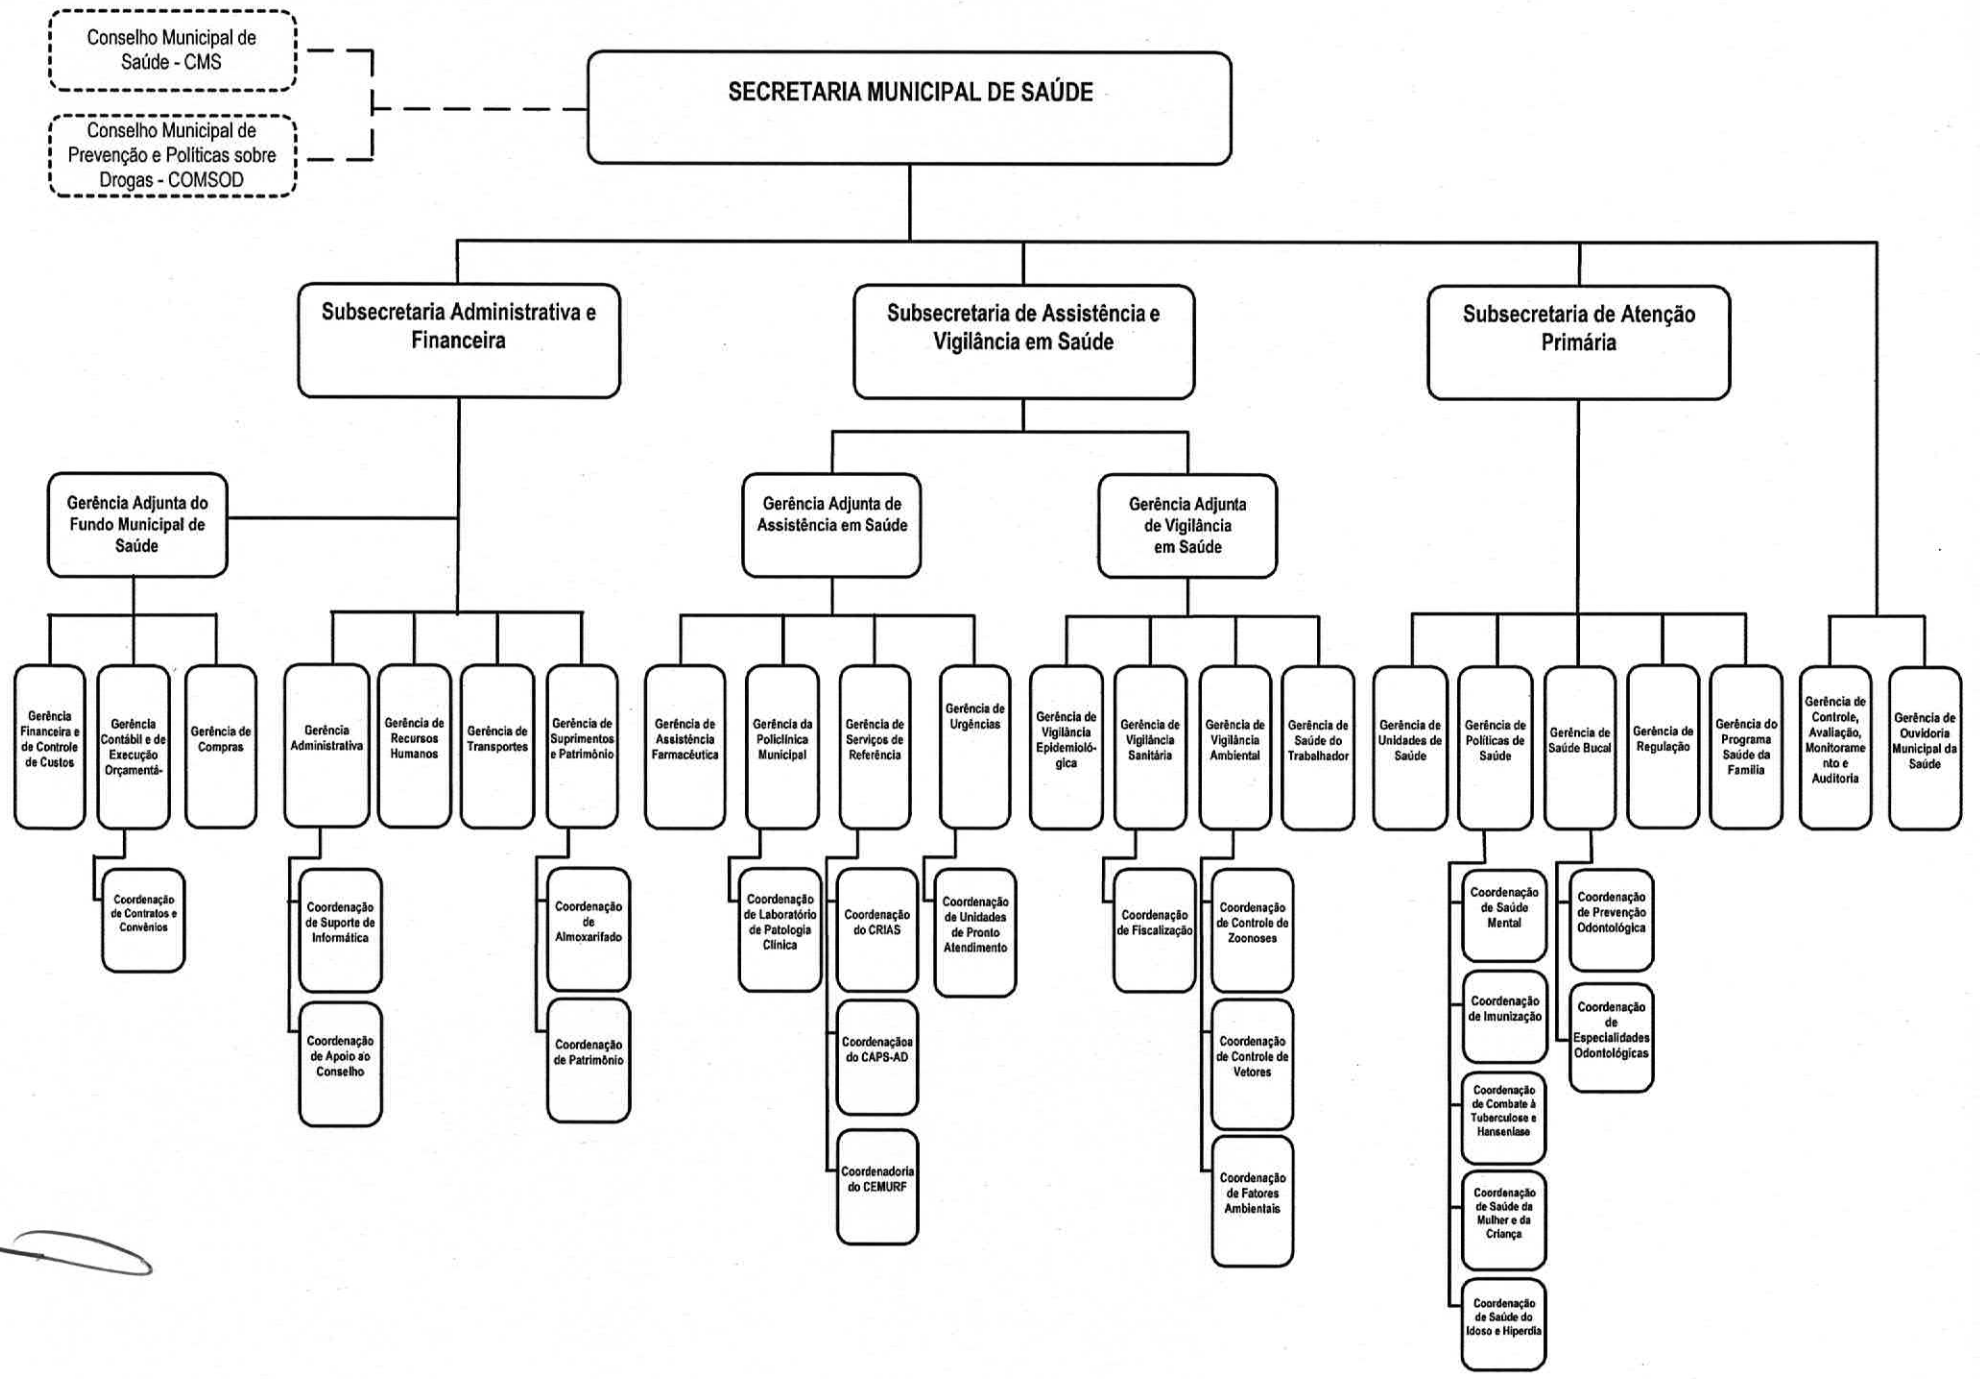 Conselho Municipal de
Saúde - CMS
Conselho Municipal de
Prevenção e Políticas sobre
Drogas - COMSOD
SECRETARIA MUNICIPAL DE SAÚDE
Subsecretaria Administrativa e
Financeira
Subsecretaria de Assistência e
Vigilância em Saúde
Subsecretaria de Atenção
Primária
Gerência Adjunta do
Fundo Municipal de
Saúde
Gerência Adjunta de
Assistência em Saúde
Gerência Adjunta
de Vigilância
em Saúde
Gerência
Financeira e
de Controle
de Custos
Gerência
Contábil e de
Execução
Orçamentá-
Gerência de
Compras
Gerência
Administrativa
Gerência de
Recursos
Humanos
Gerência de
Transportes
Gerência de
Suprimentos
e Patrimônio
Gerência de
Assistência
Farmacêutica
Gerência da
Policlínica
Municipal
Gerência de
Serviços de
Referência
Gerência de
Urgências
Gerência de
Vigilância
Epidemioló-
gica
Gerência de
Vigilância
Sanitária
Gerência de
Vigilância
Ambiental
Gerência de
Saúde do
Trabalhador
Gerência de
Unidades de
Saúde
Gerência de
Políticas de
Saúde
Gerência de
Saúde Bucal
Gerência de
Regulação
Gerência do
Programa
Saúde da
Família
Gerência de
Controle,
Avaliação,
Monitorame
nto e
Auditoria
Gerência de
Ouvidoria
Municipal da
Saúde
Coordenação
de Contratos e
Convênios
Coordenação
de Suporte de
Informática
Coordenação
de Apoio ao
Conselho
Coordenação
de
Almoxarifado
Coordenação
de Patrimônio
Coordenação
de Laboratório
de Patologia
Clínica
Coordenação
do CRIAS
Coordenaçãoa
do CAPS-AD
Coordenadoria
do CEMURF
Coordenação
de Unidades
de Pronto
Atendimento
Coordenação
de Fiscalização
Coordenação
de Controle de
Zoonoses
Coordenação
de Controle de
Vetores
Coordenação
de Fatores
Ambientais
Coordenação
de Saúde
Mental
Coordenação
de Imunização
Coordenação
de Combate à
Tuberculose e
Hanseníase
Coordenação
de Saúde da
Mulher e da
Criança
Coordenação
de Saúde do
Idoso e Hiperdia
Coordenação
de Prevenção
Odontológica
Coordenação
de
Especialidades
Odontológicas